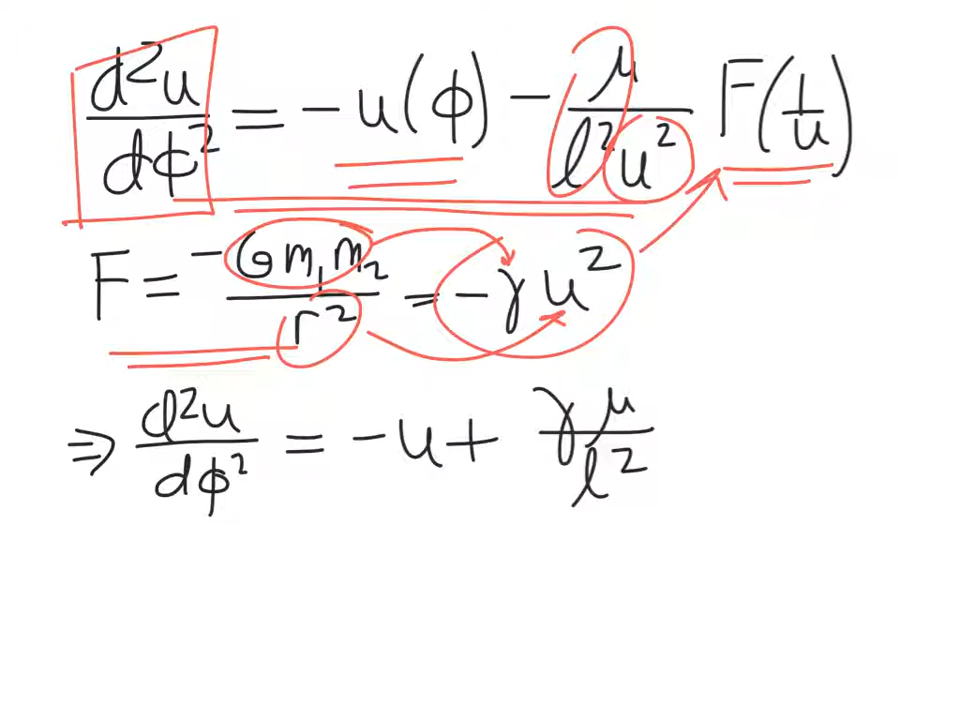 d²u/dϕ² = -u(ϕ) - μ/(l²u²) F(1/u)
F = -Gm₁m₂/r² = -γu²
⇒ d²u/dϕ² = -u + γμ/l²